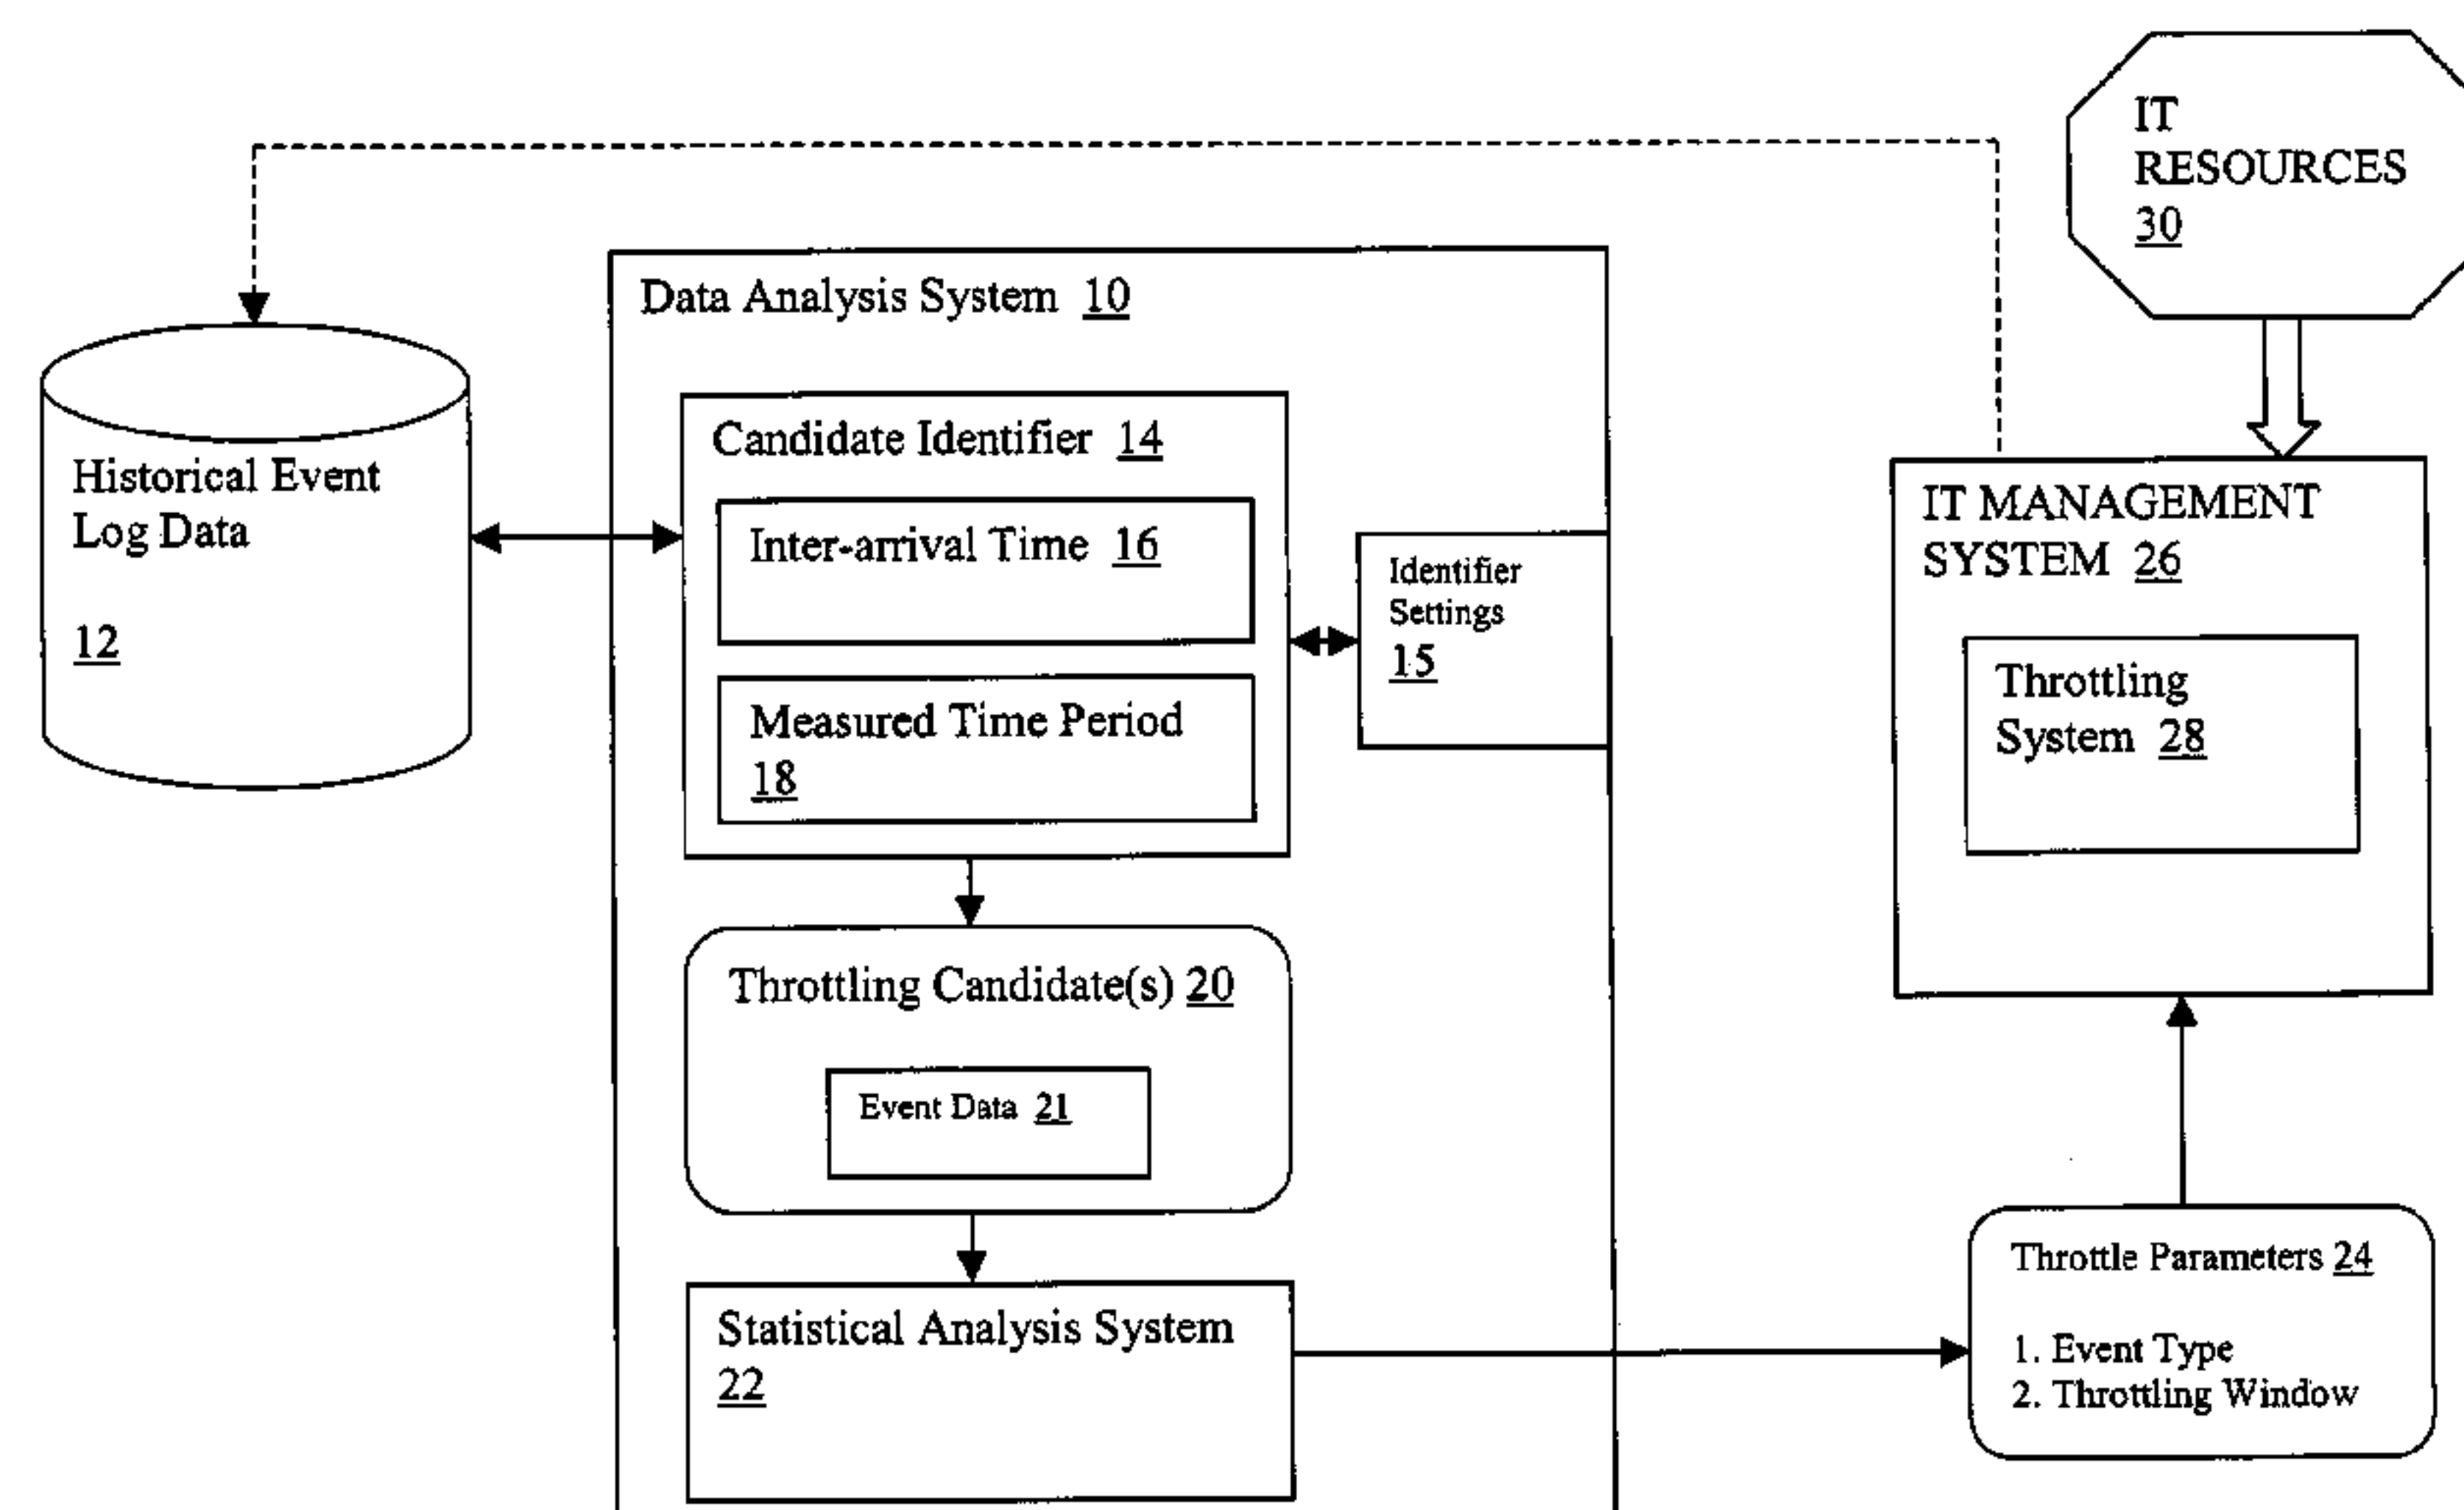 IT
RESOURCES
30
Data Analysis System 10
Candidate Identifier 14
Historical Event
Log Data
12
Inter-arrival Time 16
Measured Time Period
18
Identifier
Settings
15
IT MANAGEMENT
SYSTEM 26
Throttling
System 28
Throttling Candidate(s) 20
Event Data 21
Statistical Analysis System
22
Throttle Parameters 24
1. Event Type
2. Throttling Window